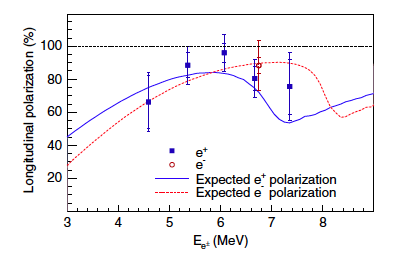 Longitudinal polarization (%)
100
80
60
40
20
e+
e-
Expected e+ polarization
Expected e- polarization
3 4 5 6 7 8
Ee± (MeV)